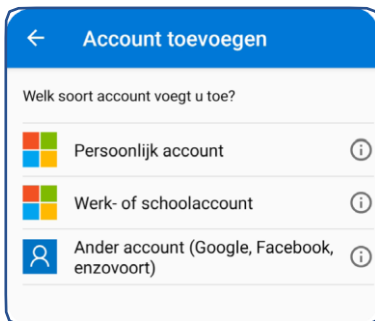 Account toevoegen
Welk soort account voegt u toe?
Persoonlijk account
Werk- of schoolaccount
Ander account (Google, Facebook,
enzovoort)